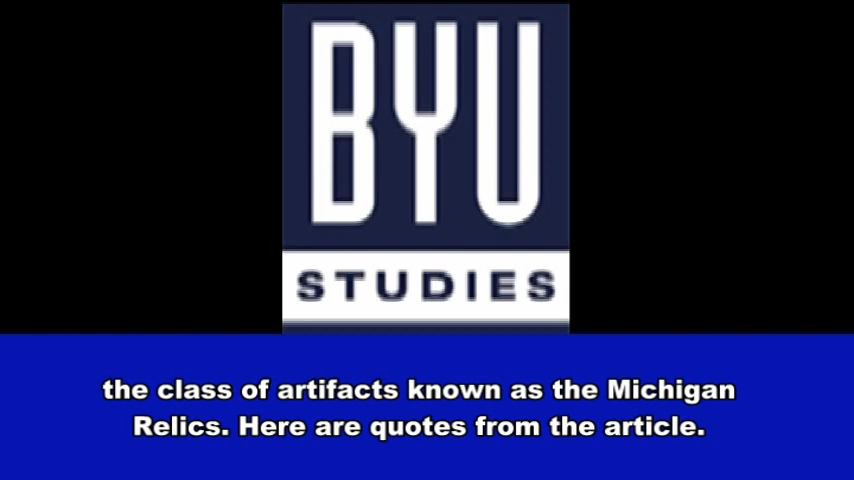 BYU
STUDIES
the class of artifacts known as the Michigan
Relics. Here are quotes from the article.